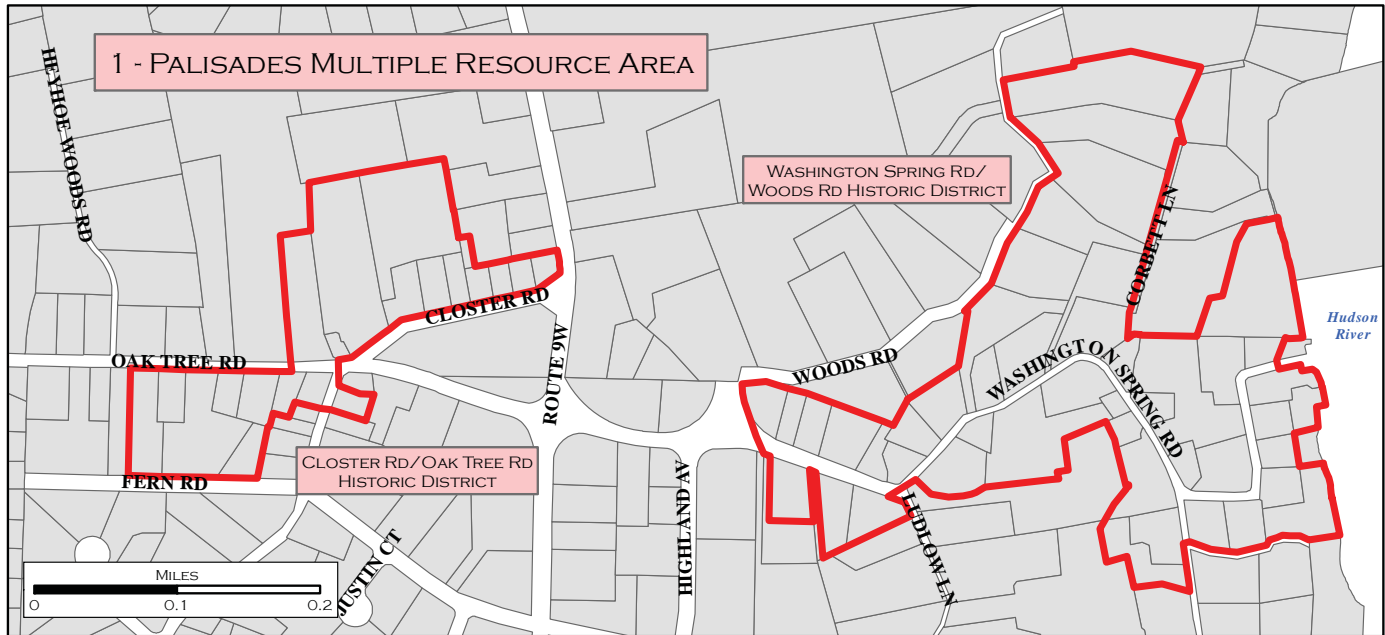 1 - Palisades Multiple Resource Area
HEYHOE WOODS RD
Washington Spring Rd/
Woods Rd Historic District
CORBETT LN
CLOSTER RD
Hudson
River
OAK TREE RD
ROUTE 9W
WOODS RD
WASHINGTON SPRING RD
Closter Rd/Oak Tree Rd
Historic District
FERN RD
HIGHLAND AV
LUDLOW LN
JUSTIN CT
Miles
0 0.1 0.2